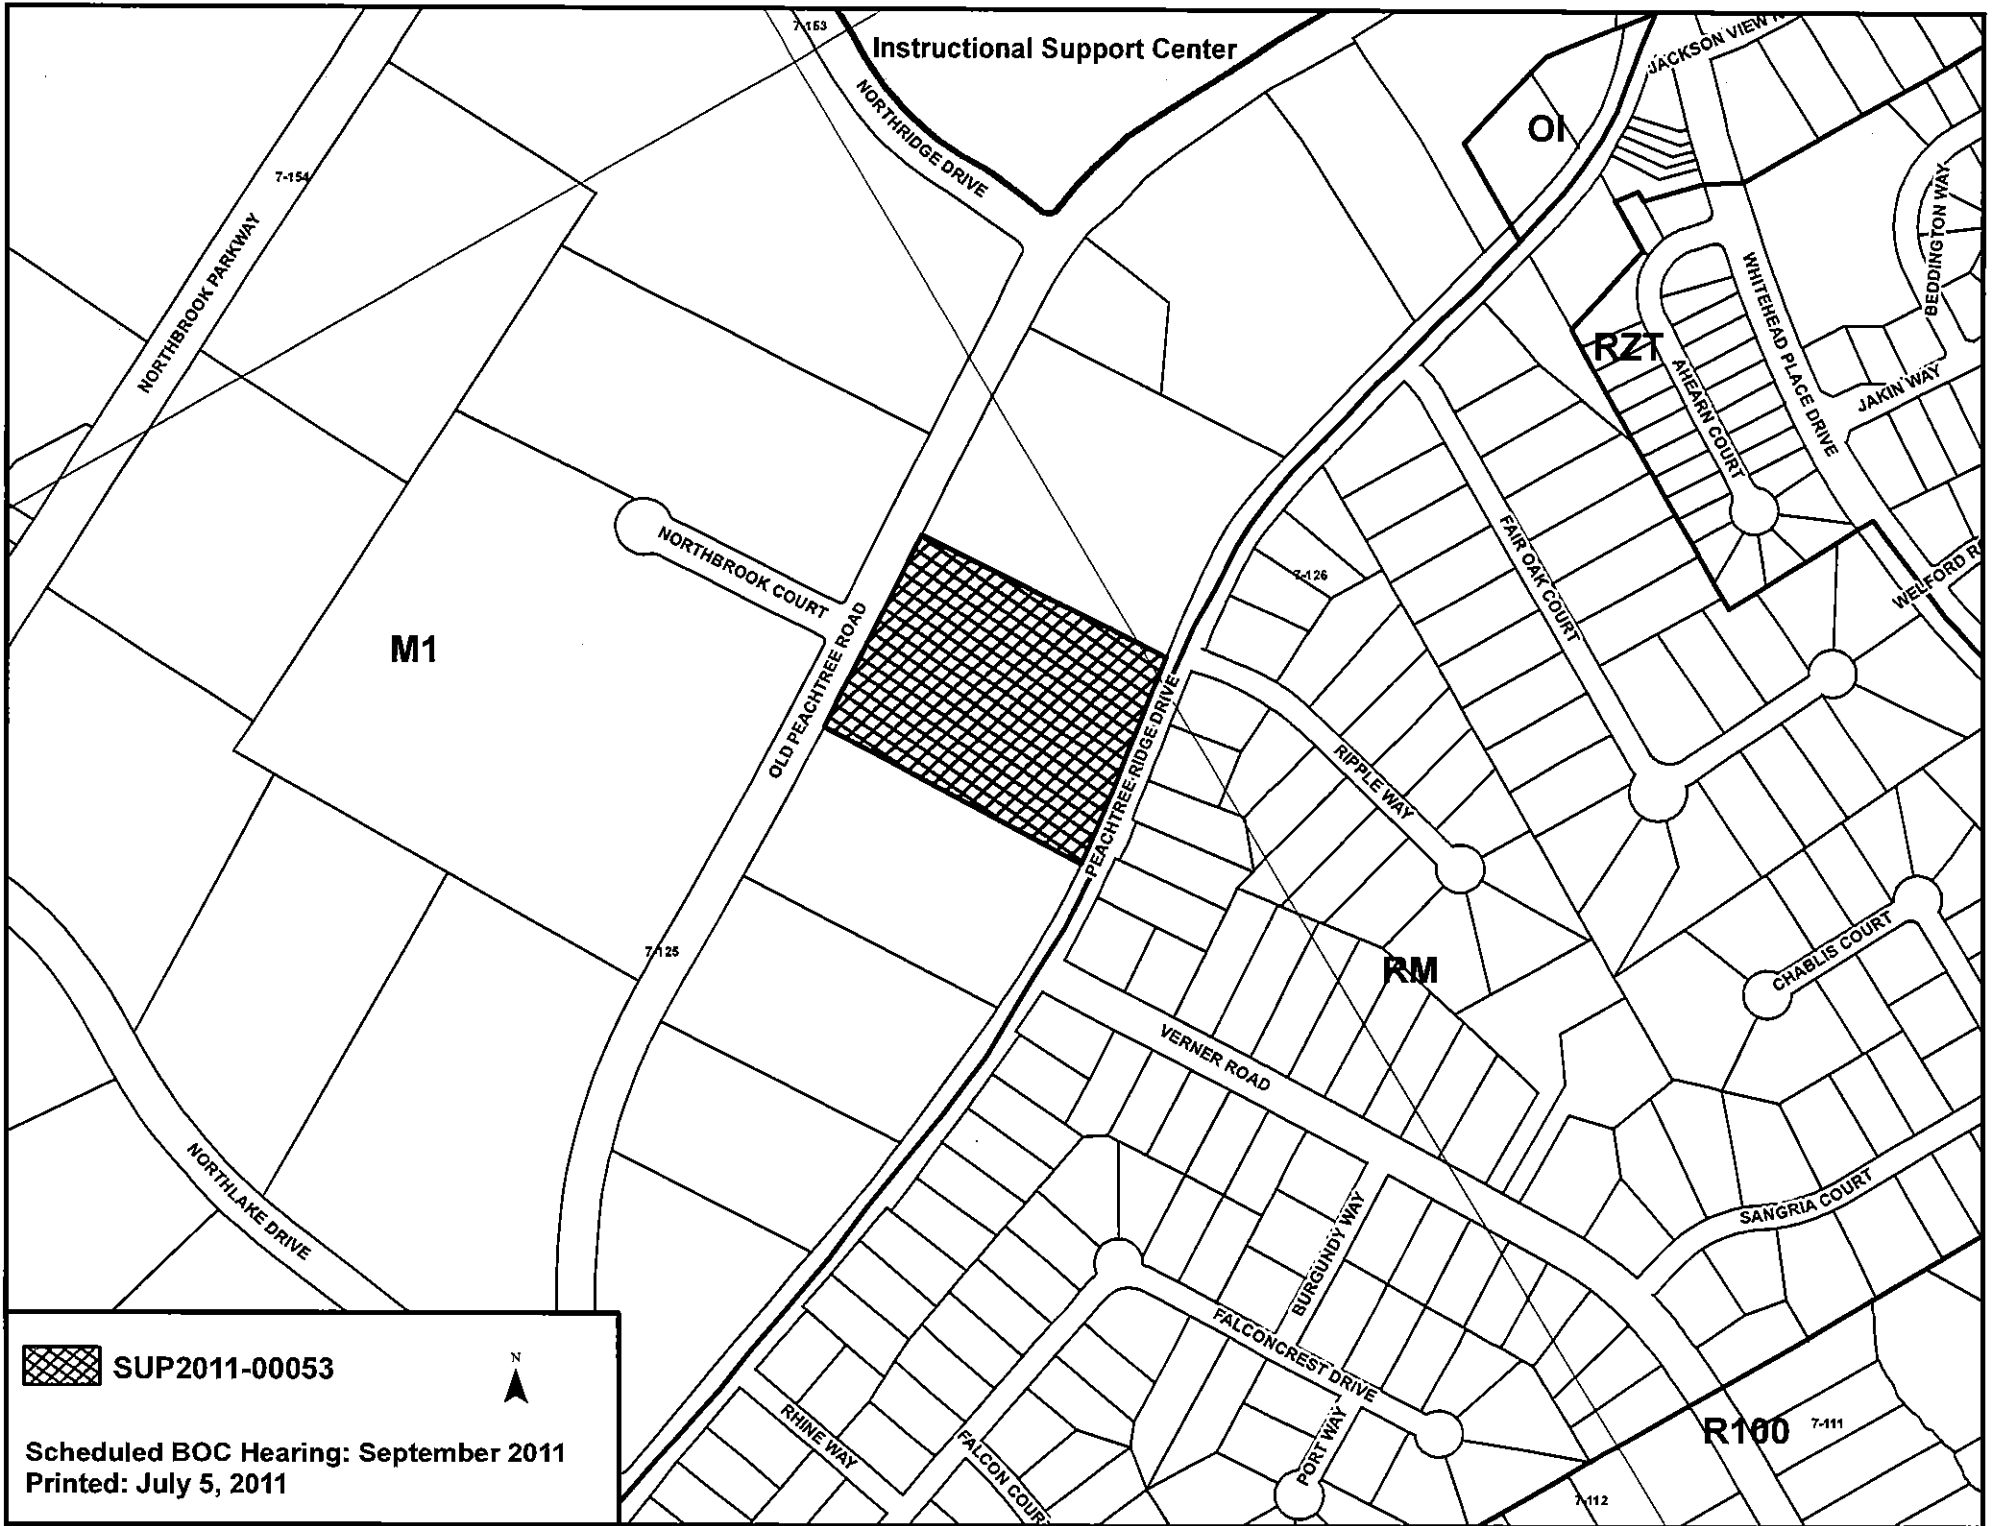 7-153
Instructional Support Center
JACKSON VIEW
NORTHRIDGE DRIVE
OI
7-154
BEDDINGTON WAY
NORTHBROOK PARKWAY
WHITEHEAD PLACE DRIVE
RZT
AHEARN COURT
JAKIN WAY
NORTHBROOK COURT
FAIR OAK COURT
7-126
WELFORD R
M1
OLD PEACHTREE ROAD
PEACHTREE RIDGE DRIVE
RIPPLE WAY
7-125
RM
CHABLIS COURT
VERNER ROAD
NORTHLAKE DRIVE
SANGRIA COURT
BURGUNDY WAY
FALCONCREST DRIVE
RHINE WAY
FALCON COURT
PORT WAY
R100
7-111
7-112
SUP2011-00053
N
Scheduled BOC Hearing: September 2011
Printed: July 5, 2011